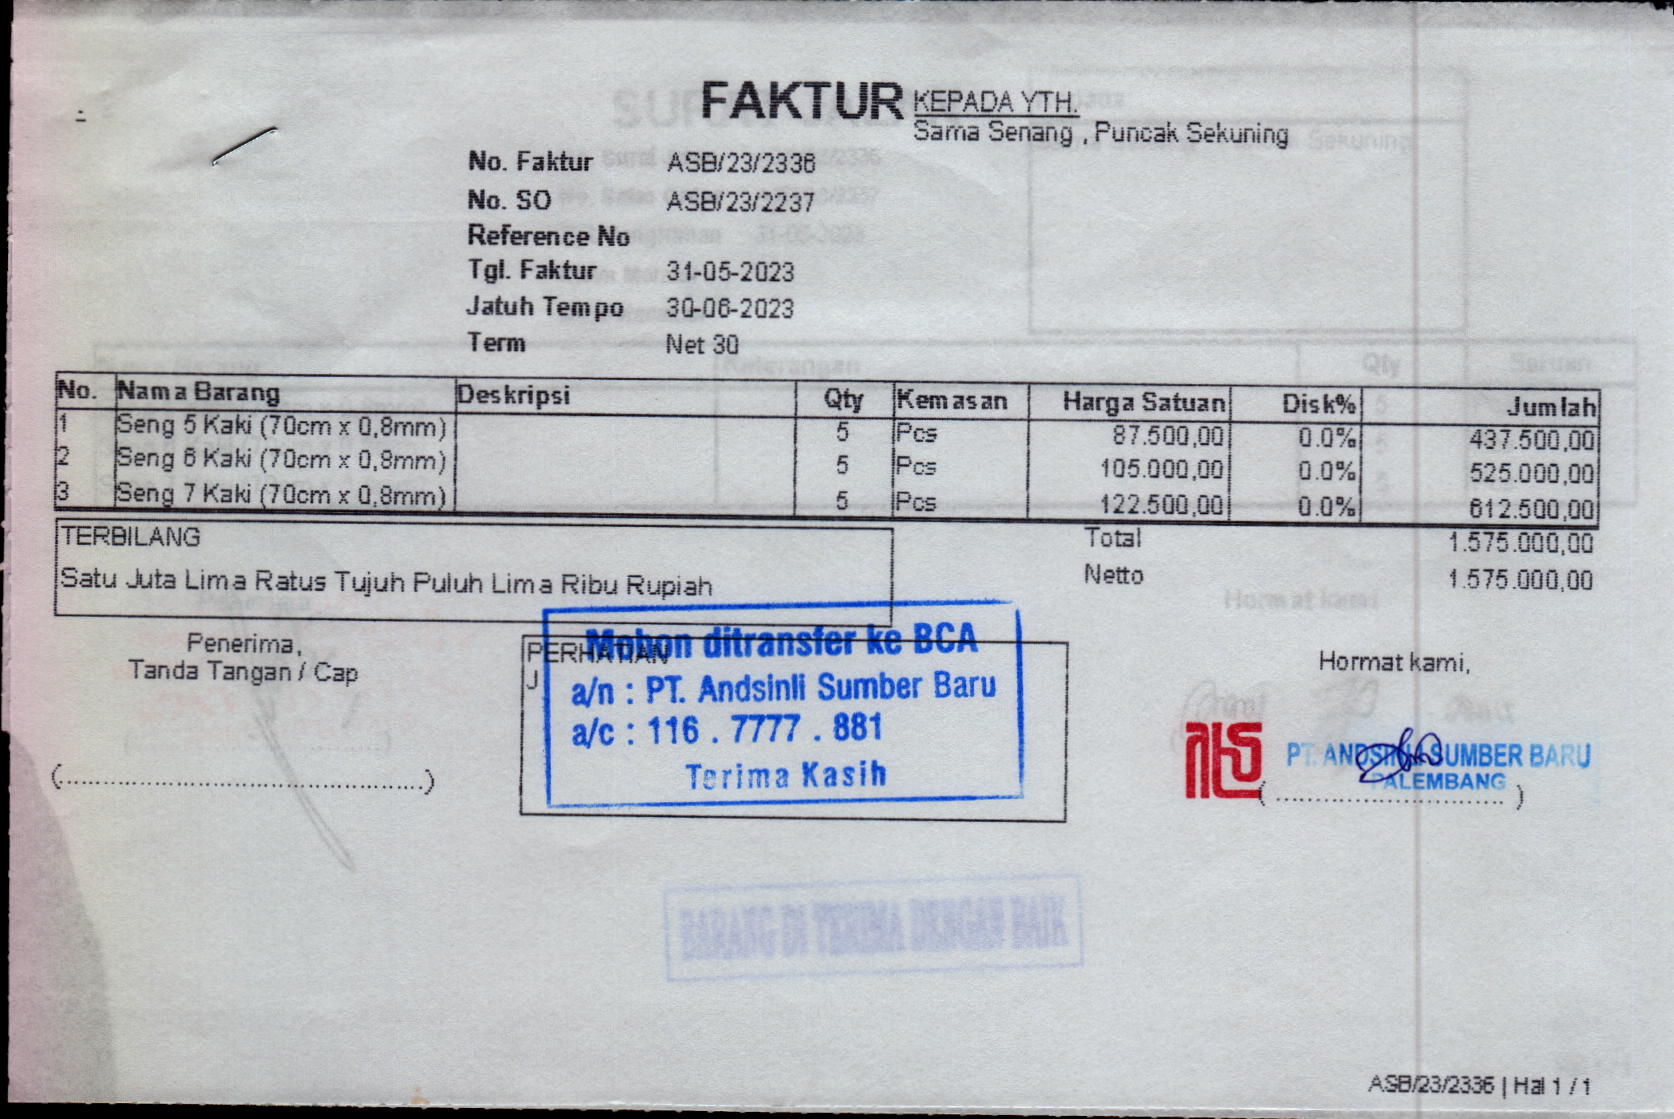 FAKTUR
KEPADA YTH.
Sama Senang , Puncak Sekuning
No. Faktur ASB/23/2336
No. SO ASB/23/2237
Reference No
Tgl. Faktur 31-05-2023
Jatuh Tempo 30-06-2023
Term Net 30
No. Nama Barang Deskripsi Qty Kemasan Harga Satuan Disk% Jumlah
1 Seng 5 Kaki (70cm x 0,8mm) 5 Pcs 87.500,00 0.0% 437.500,00
2 Seng 6 Kaki (70cm x 0,8mm) 5 Pcs 105.000,00 0.0% 525.000,00
3 Seng 7 Kaki (70cm x 0,8mm) 5 Pcs 122.500,00 0.0% 612.500,00
TERBILANG
Satu Juta Lima Ratus Tujuh Puluh Lima Ribu Rupiah
Total 1.575.000,00
Netto 1.575.000,00
Penerima,
Tanda Tangan / Cap
(..............................................)
PERHATIAN
J
Mohon ditransfer ke BCA
a/n : PT. Andsinli Sumber Baru
a/c : 116 . 7777 . 881
Terima Kasih
Hormat kami,
PT. ANDSINLI SUMBER BARU
PALEMBANG
( ............................ )
BARANG DI TERIMA DENGAN BAIK
ASB/23/2336 | Hal 1 / 1